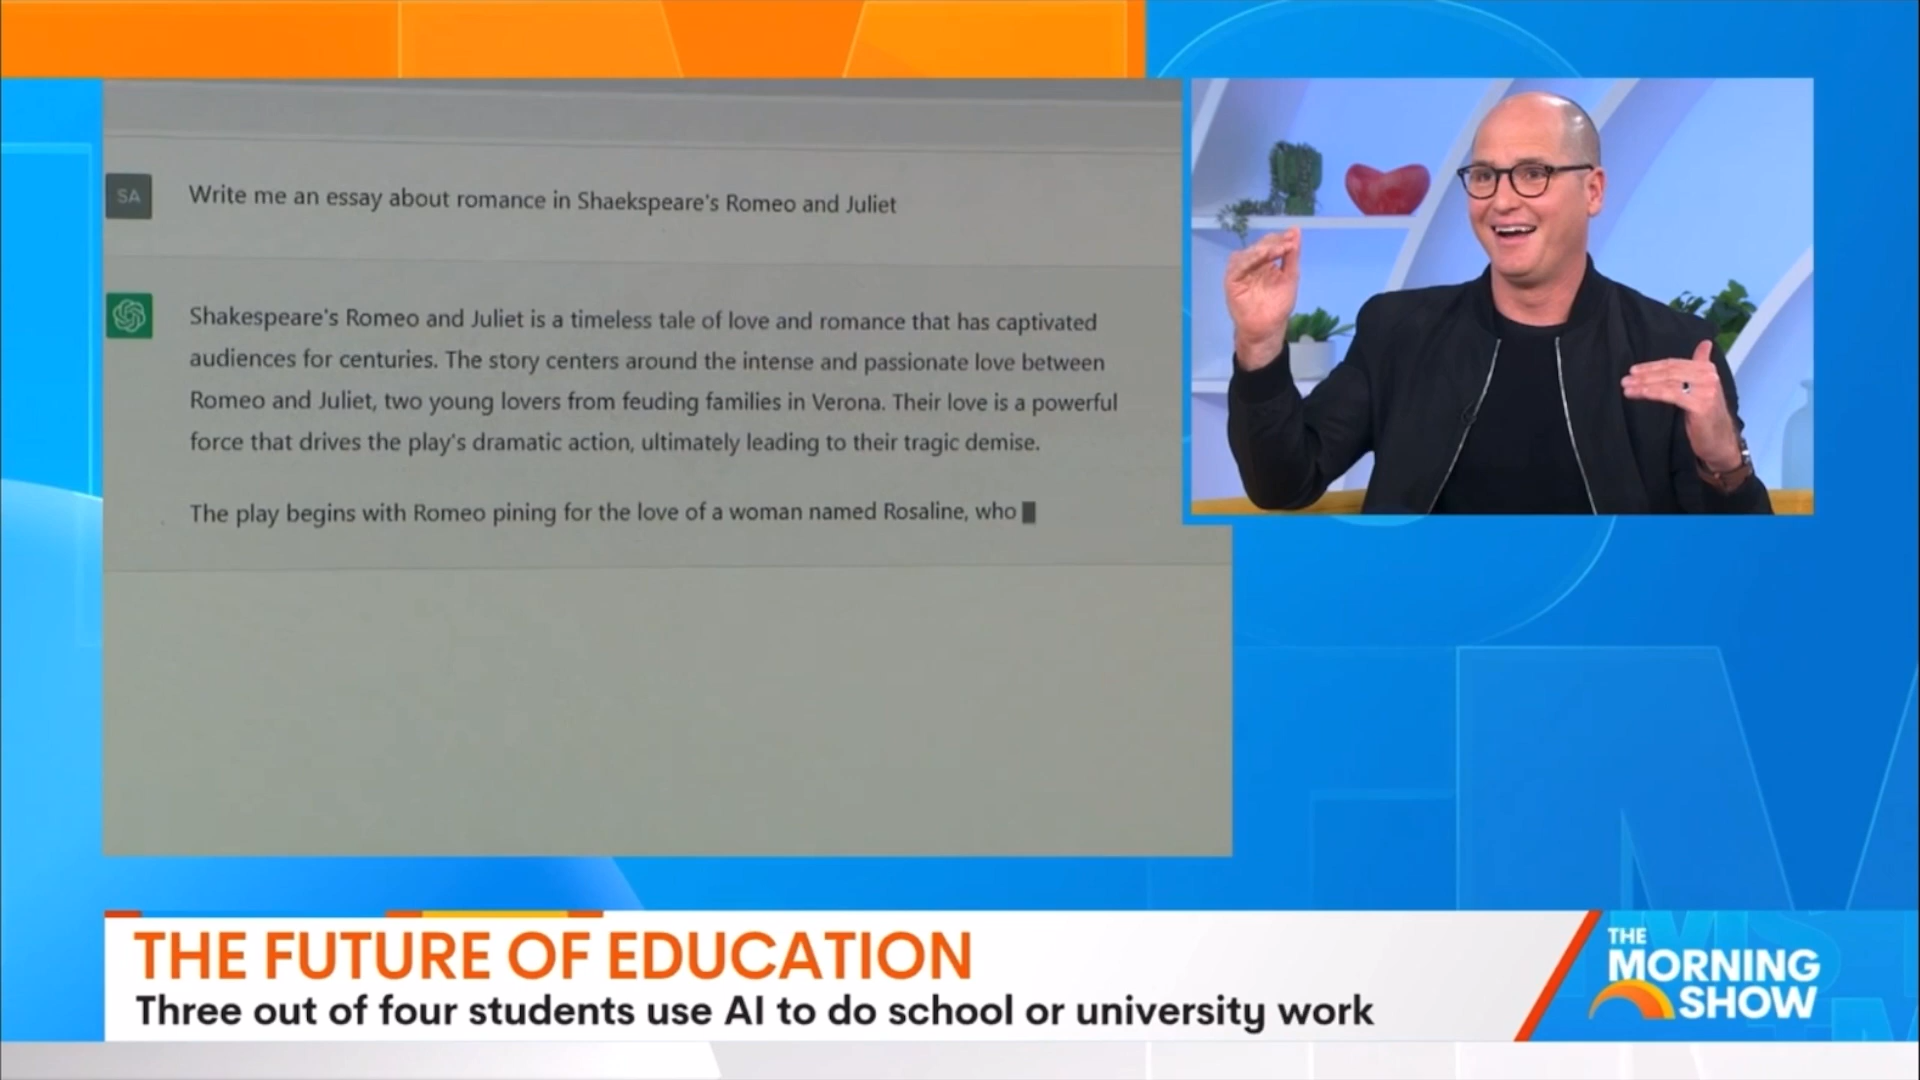 SA
Write me an essay about romance in Shaekspeare's Romeo and Juliet
Shakespeare's Romeo and Juliet is a timeless tale of love and romance that has captivated
audiences for centuries. The story centers around the intense and passionate love between
Romeo and Juliet, two young lovers from feuding families in Verona. Their love is a powerful
force that drives the play's dramatic action, ultimately leading to their tragic demise.
The play begins with Romeo pining for the love of a woman named Rosaline, who
THE FUTURE OF EDUCATION
Three out of four students use AI to do school or university work
THE
MORNING
SHOW